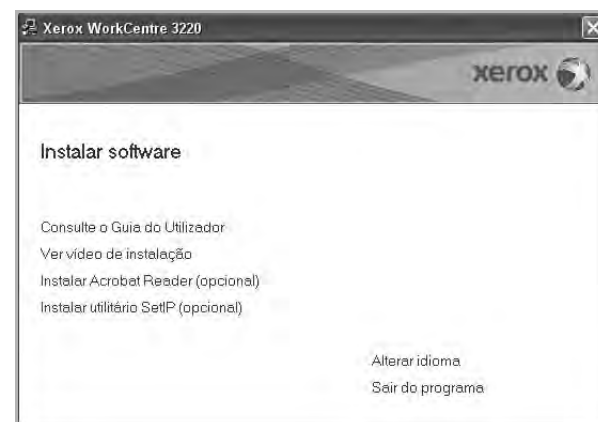 Xerox WorkCentre 3220
xerox
Instalar software
Consulte o Guia do Utilizador
Ver vídeo de instalação
Instalar Acrobat Reader (opcional)
Instalar utilitário SetIP (opcional)
Alterar idioma
Sair do programa